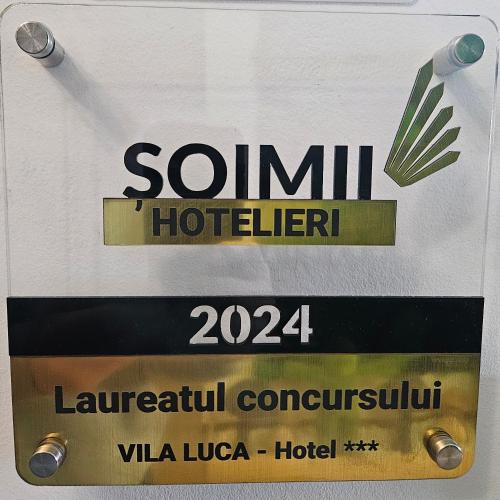 ȘOIMII
HOTELIERI
2024
Laureatul concursului
VILA LUCA - Hotel ***